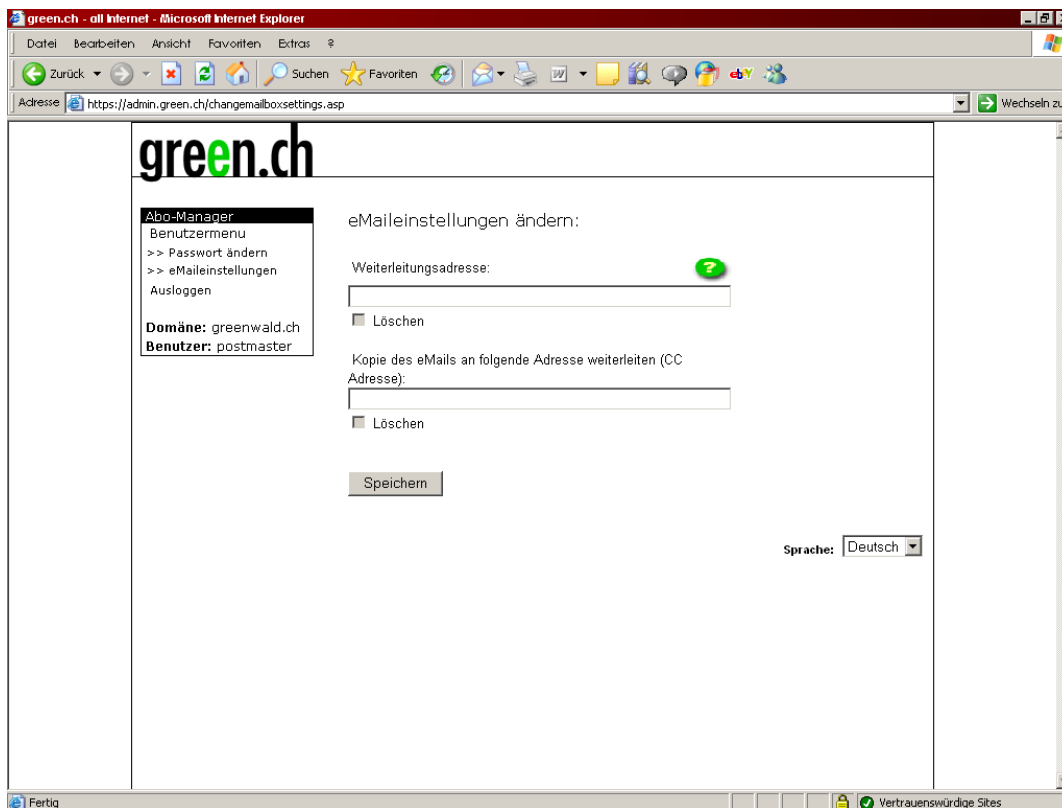 green.ch - all Internet - Microsoft Internet Explorer
Datei Bearbeiten Ansicht Favoriten Extras ?
Zurück Suchen Favoriten ebY
Adresse https://admin.green.ch/changemailboxsettings.asp Wechseln zu
green.ch
Abo-Manager
Benutzermenu
>> Passwort ändern
>> eMaileinstellungen
Ausloggen
Domäne: greenwald.ch
Benutzer: postmaster
eMaileinstellungen ändern:
Weiterleitungsadresse: ?
Löschen
Kopie des eMails an folgende Adresse weiterleiten (CC
Adresse):
Löschen
Speichern
Sprache: Deutsch
Fertig Vertrauenswürdige Sites